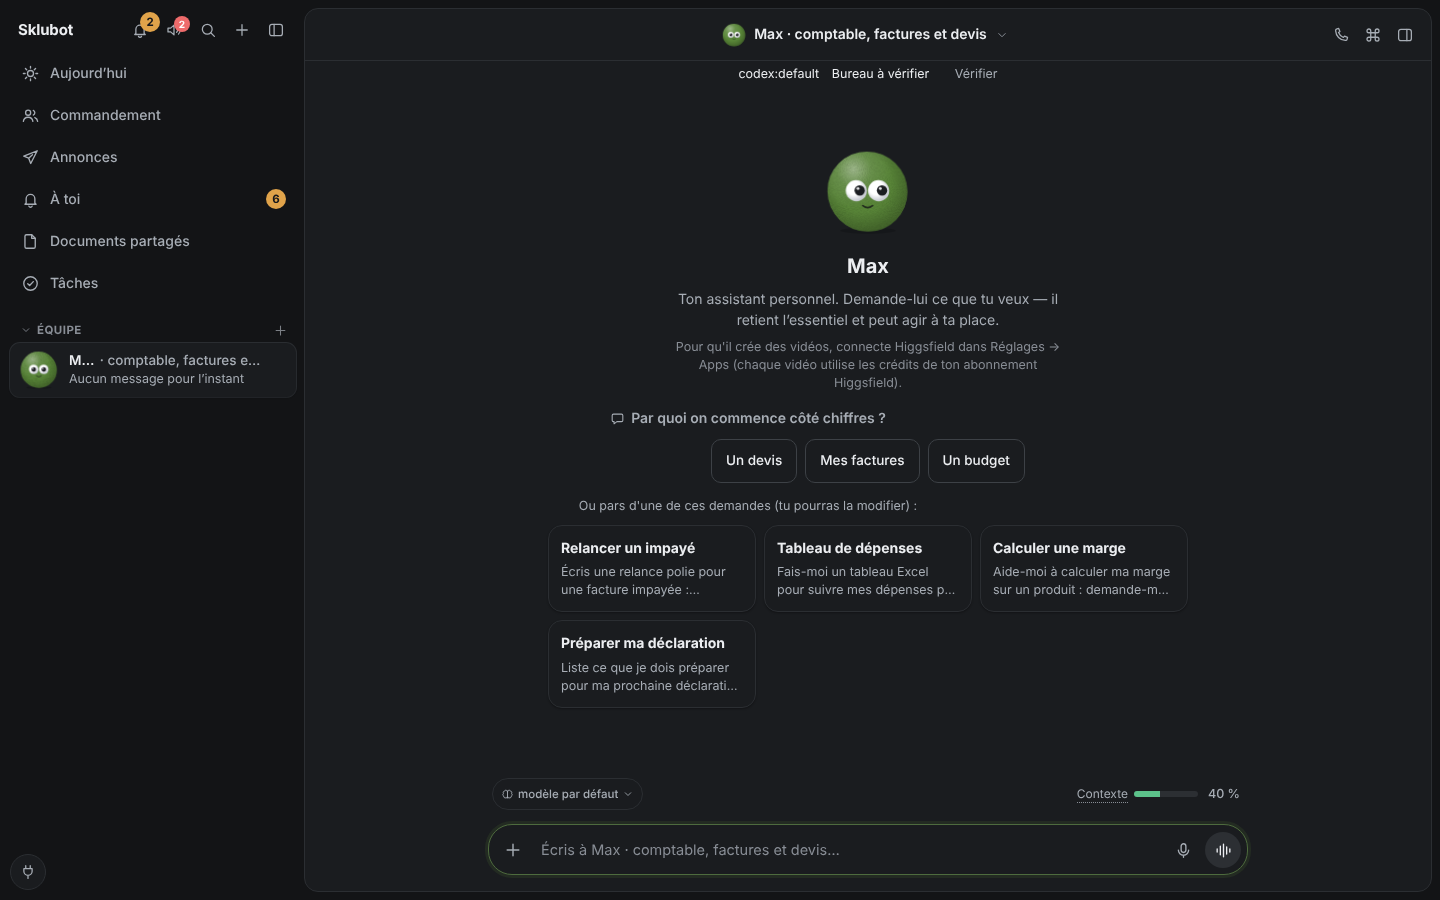 Sklubot
2
2
Aujourd’hui
Commandement
Annonces
À toi
6
Documents partagés
Tâches
ÉQUIPE
M... · comptable, factures e...
Aucun message pour l’instant
Max · comptable, factures et devis
codex:default Bureau à vérifier Vérifier
Max
Ton assistant personnel. Demande-lui ce que tu veux — il
retient l’essentiel et peut agir à ta place.
Pour qu’il crée des vidéos, connecte Higgsfield dans Réglages →
Apps (chaque vidéo utilise les crédits de ton abonnement
Higgsfield).
Par quoi on commence côté chiffres ?
Un devis
Mes factures
Un budget
Ou pars d'une de ces demandes (tu pourras la modifier) :
Relancer un impayé
Écris une relance polie pour
une facture impayée :...
Tableau de dépenses
Fais-moi un tableau Excel
pour suivre mes dépenses p...
Calculer une marge
Aide-moi à calculer ma marge
sur un produit : demande-m...
Préparer ma déclaration
Liste ce que je dois préparer
pour ma prochaine déclarati...
modèle par défaut
Contexte 40 %
Écris à Max · comptable, factures et devis...